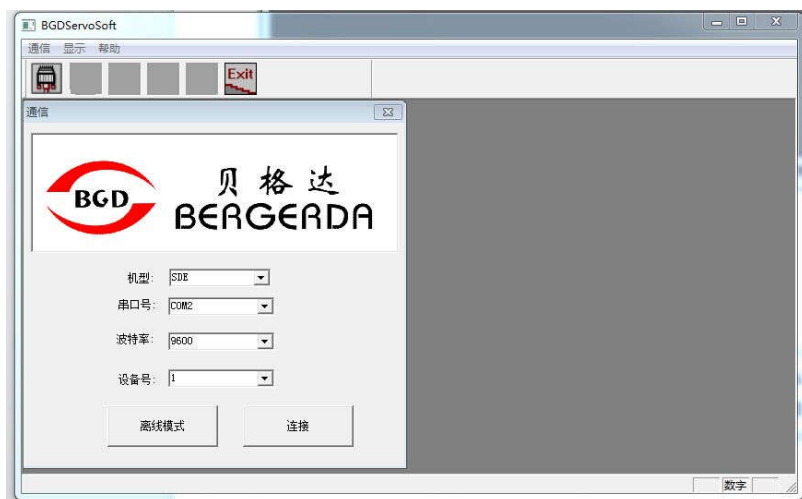 BGDServoSoft
通信 显示 帮助
Exit
通信
BGD
贝格达
BERGERDA
机型: SDE
串口号: COM2
波特率: 9600
设备号: 1
离线模式 连接
数字